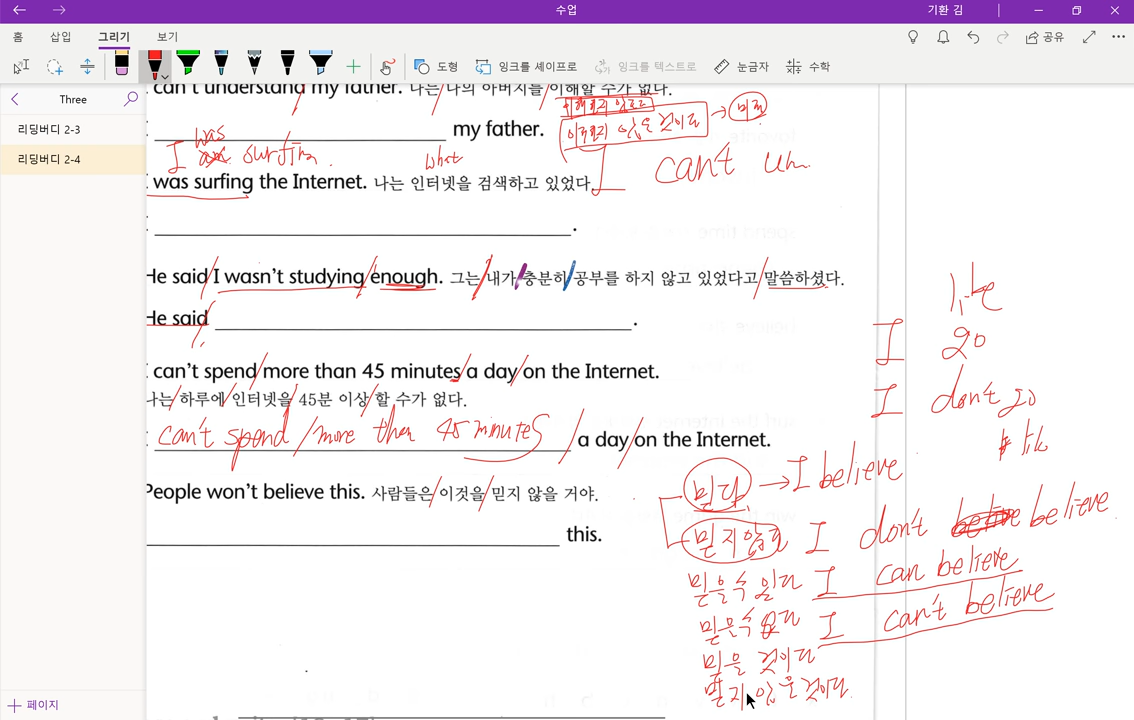 수업
기환 김
홈 삽입 그리기 보기
도형 잉크를 셰이프로 잉크를 텍스트로 눈금자 수학 공유
Three
리딩버디 2-3
리딩버디 2-4
can't understand my father. 나는 나의 아버지를 이해할 수가 없다.
my father. 믿지
I was surfing what
was surfing the Internet. 나는 인터넷을 검색하고 있었다. I can't un
He said I wasn't studying enough. 그는 내가 충분히 공부를 하지 않고 있었다고 말씀하셨다.
like
He said
I go
can't spend more than 45 minutes a day on the Internet.
I don't go
나는 하루에 인터넷을 45분 이상 할 수가 없다.
can't spend more than 45 minutes a day on the Internet.
믿다 → I believe
People won't believe this. 사람들은 이것을 믿지 않을 거야.
믿지않다 I don't believe
this.
믿을수 있다 I can believe
믿을수 없다 I can't believe
믿을 것이다
믿지 않을것이다.
페이지